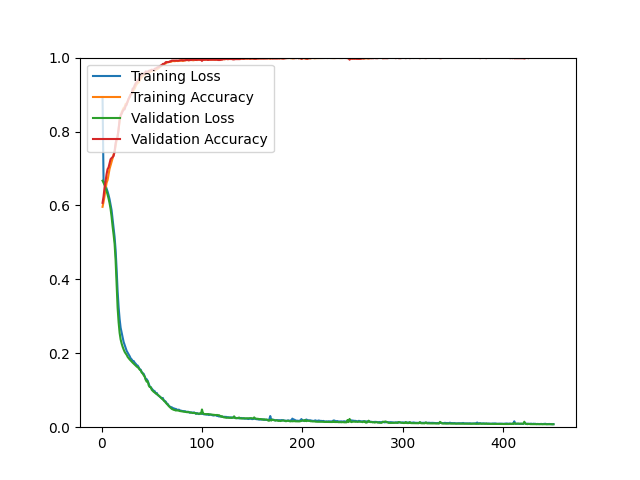 1.0
0.8
0.6
0.4
0.2
0.0
Training Loss
Training Accuracy
Validation Loss
Validation Accuracy
0 100 200 300 400